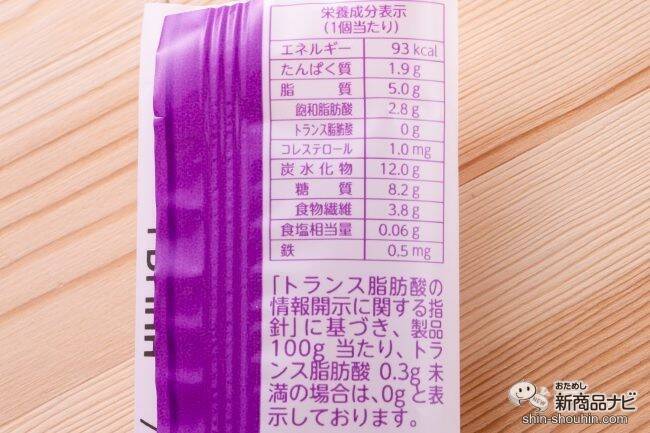 栄養成分表示
(1個当たり)
エネルギー 93 kcal
たんぱく質 1.9 g
脂 質 5.0 g
飽和脂肪酸 2.8 g
トランス脂肪酸 0 g
コレステロール 1.0 mg
炭水化物 12.0 g
糖 質 8.2 g
食物繊維 3.8 g
食塩相当量 0.06 g
鉄 0.5 mg
「トランス脂肪酸の
情報開示に関する指
針」に基づき、製品
100g 当たり、トラ
ンス脂肪酸 0.3g 未
満の場合は、0gと表
示しております。
おためし
新商品ナビ
NEW
shin-shouhin.com